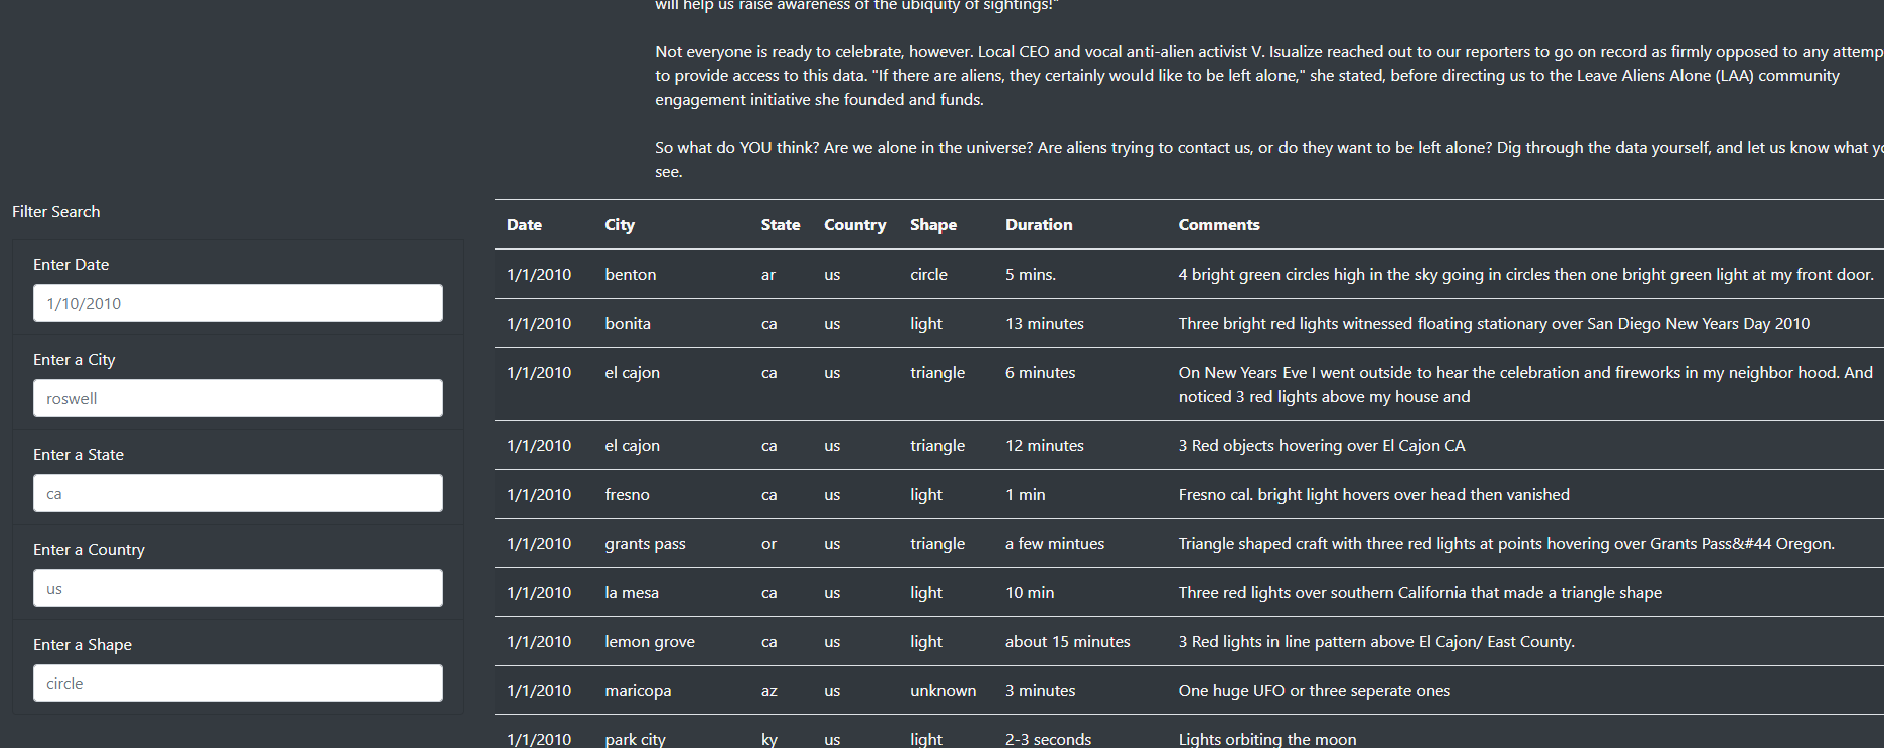 will help us raise awareness of the ubiquity of sightings!"
Not everyone is ready to celebrate, however. Local CEO and vocal anti-alien activist V. Isualize reached out to our reporters to go on record as firmly opposed to any attemp
to provide access to this data. "If there are aliens, they certainly would like to be left alone," she stated, before directing us to the Leave Aliens Alone (LAA) community
engagement initiative she founded and funds.
So what do YOU think? Are we alone in the universe? Are aliens trying to contact us, or do they want to be left alone? Dig through the data yourself, and let us know what yo
see.
Filter Search
Enter Date
1/10/2010
Enter a City
roswell
Enter a State
ca
Enter a Country
us
Enter a Shape
circle
Date City State Country Shape Duration Comments
1/1/2010 benton ar us circle 5 mins. 4 bright green circles high in the sky going in circles then one bright green light at my front door.
1/1/2010 bonita ca us light 13 minutes Three bright red lights witnessed floating stationary over San Diego New Years Day 2010
1/1/2010 el cajon ca us triangle 6 minutes On New Years Eve I went outside to hear the celebration and fireworks in my neighbor hood. And
noticed 3 red lights above my house and
1/1/2010 el cajon ca us triangle 12 minutes 3 Red objects hovering over El Cajon CA
1/1/2010 fresno ca us light 1 min Fresno cal. bright light hovers over head then vanished
1/1/2010 grants pass or us triangle a few mintues Triangle shaped craft with three red lights at points hovering over Grants Pass&#44 Oregon.
1/1/2010 la mesa ca us light 10 min Three red lights over southern California that made a triangle shape
1/1/2010 lemon grove ca us light about 15 minutes 3 Red lights in line pattern above El Cajon/ East County.
1/1/2010 maricopa az us unknown 3 minutes One huge UFO or three seperate ones
1/1/2010 park city ky us light 2-3 seconds Lights orbiting the moon